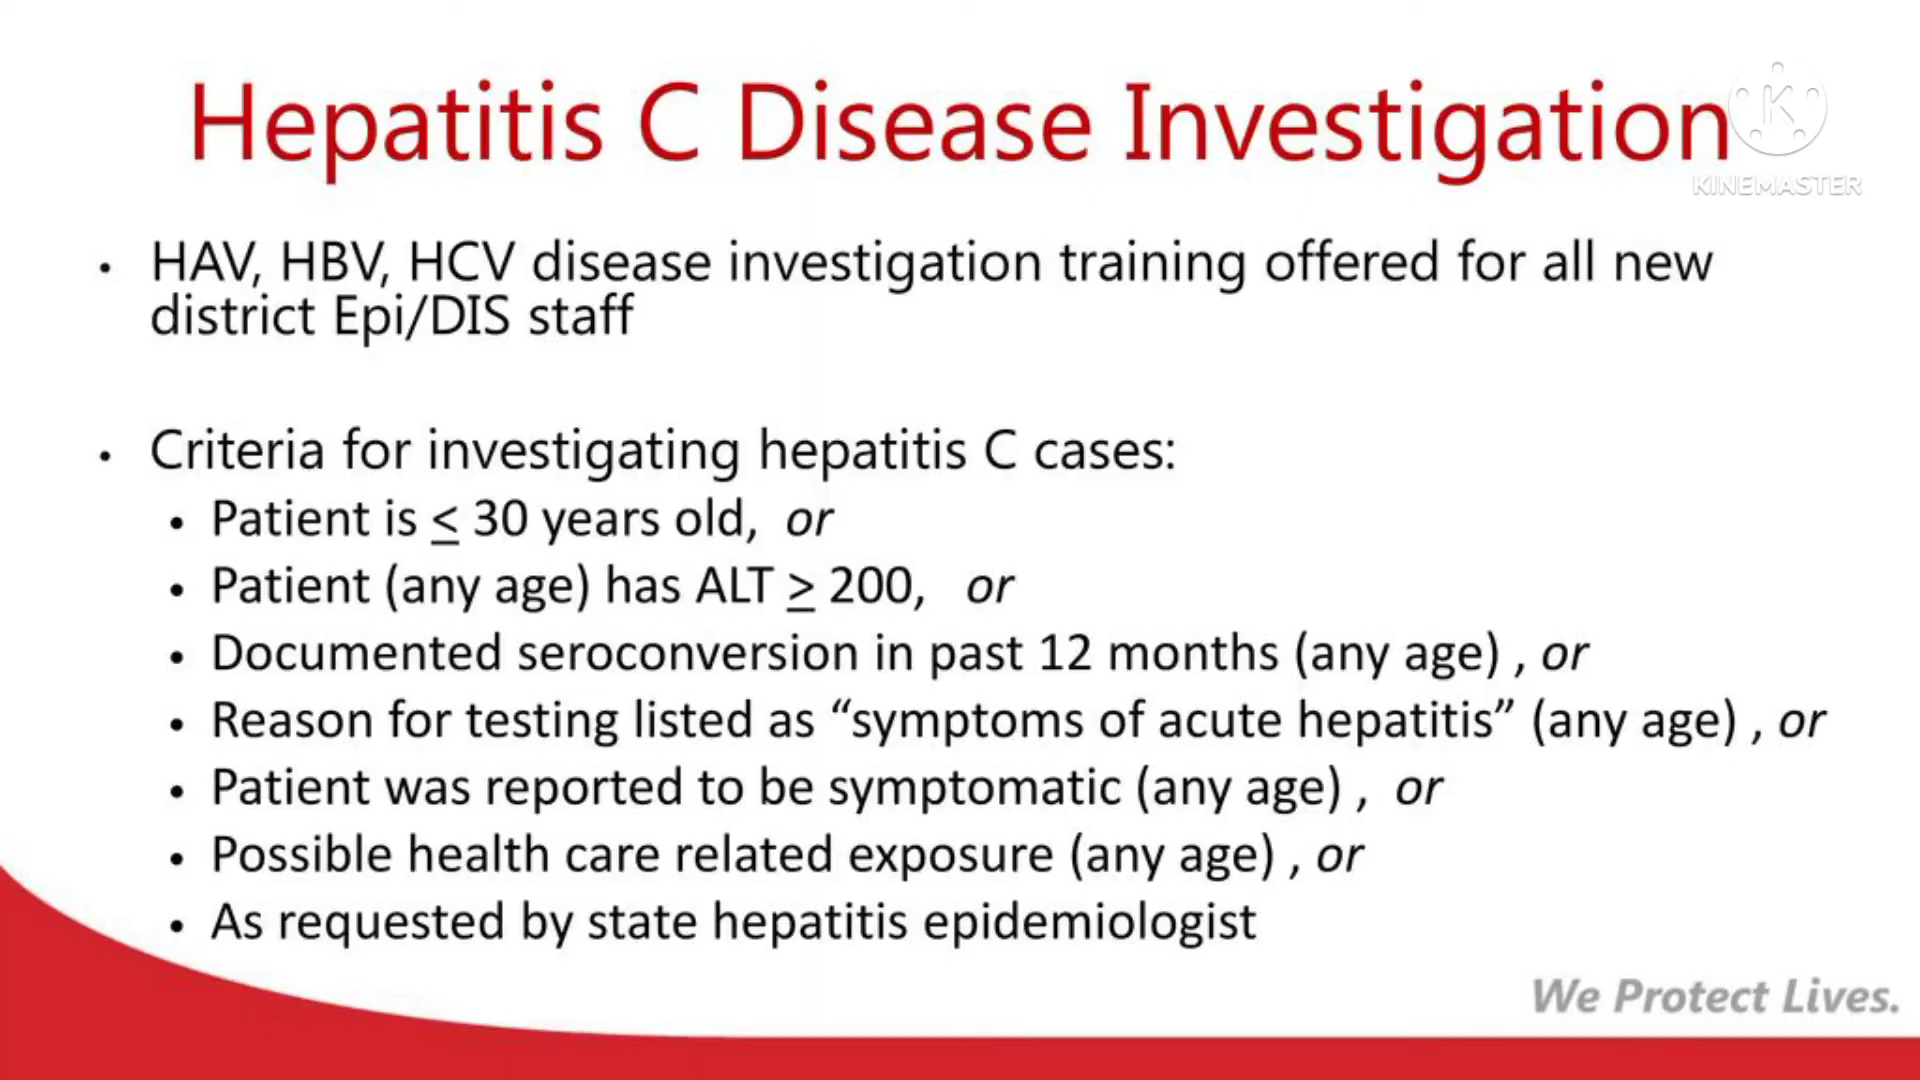 Hepatitis C Disease Investigation
K
KINEMASTER
• HAV, HBV, HCV disease investigation training offered for all new
district Epi/DIS staff
• Criteria for investigating hepatitis C cases:
• Patient is ≤ 30 years old, or
• Patient (any age) has ALT ≥ 200, or
• Documented seroconversion in past 12 months (any age) , or
• Reason for testing listed as “symptoms of acute hepatitis” (any age) , or
• Patient was reported to be symptomatic (any age) , or
• Possible health care related exposure (any age) , or
• As requested by state hepatitis epidemiologist
We Protect Lives.